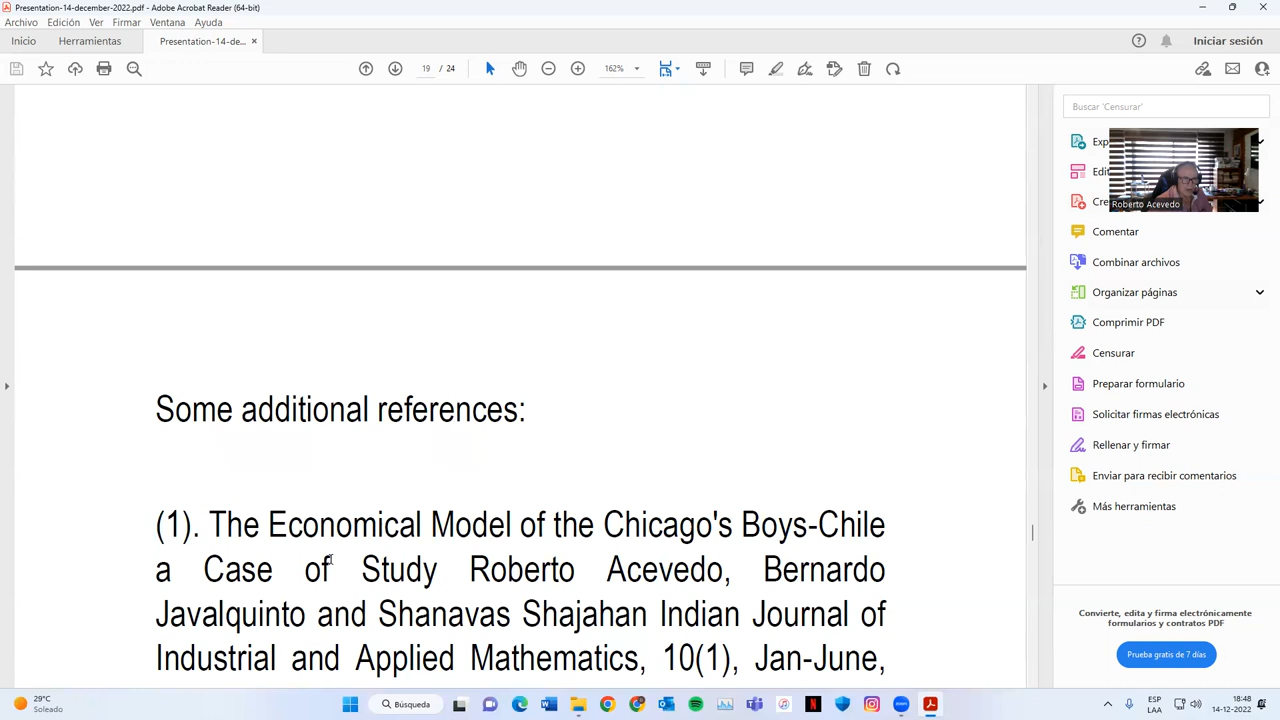 Presentation-14-december-2022.pdf - Adobe Acrobat Reader (64-bit)
Archivo Edición Ver Firmar Ventana Ayuda
Inicio Herramientas Presentation-14-de... × Iniciar sesión
19 / 24 162%
Buscar 'Censurar'
Exp
Edi
Cre
Roberto Acevedo
Comentar
Combinar archivos
Organizar páginas
Comprimir PDF
Censurar
Preparar formulario
Solicitar firmas electrónicas
Rellenar y firmar
Enviar para recibir comentarios
Más herramientas
Convierte, edita y firma electrónicamente
formularios y contratos PDF
Prueba gratis de 7 días
Some additional references:
(1). The Economical Model of the Chicago's Boys-Chile
a Case of Study Roberto Acevedo, Bernardo
Javalquinto and Shanavas Shajahan Indian Journal of
Industrial and Applied Mathematics, 10(1), Jan-June,
29°C
Soleado
Búsqueda
ESP
LAA
18:48
14-12-2022